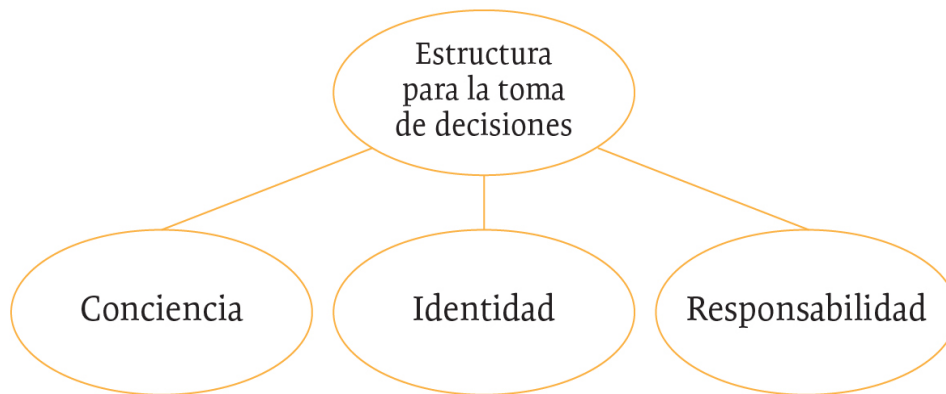 Estructura
para la toma
de decisiones
Conciencia
Identidad
Responsabilidad